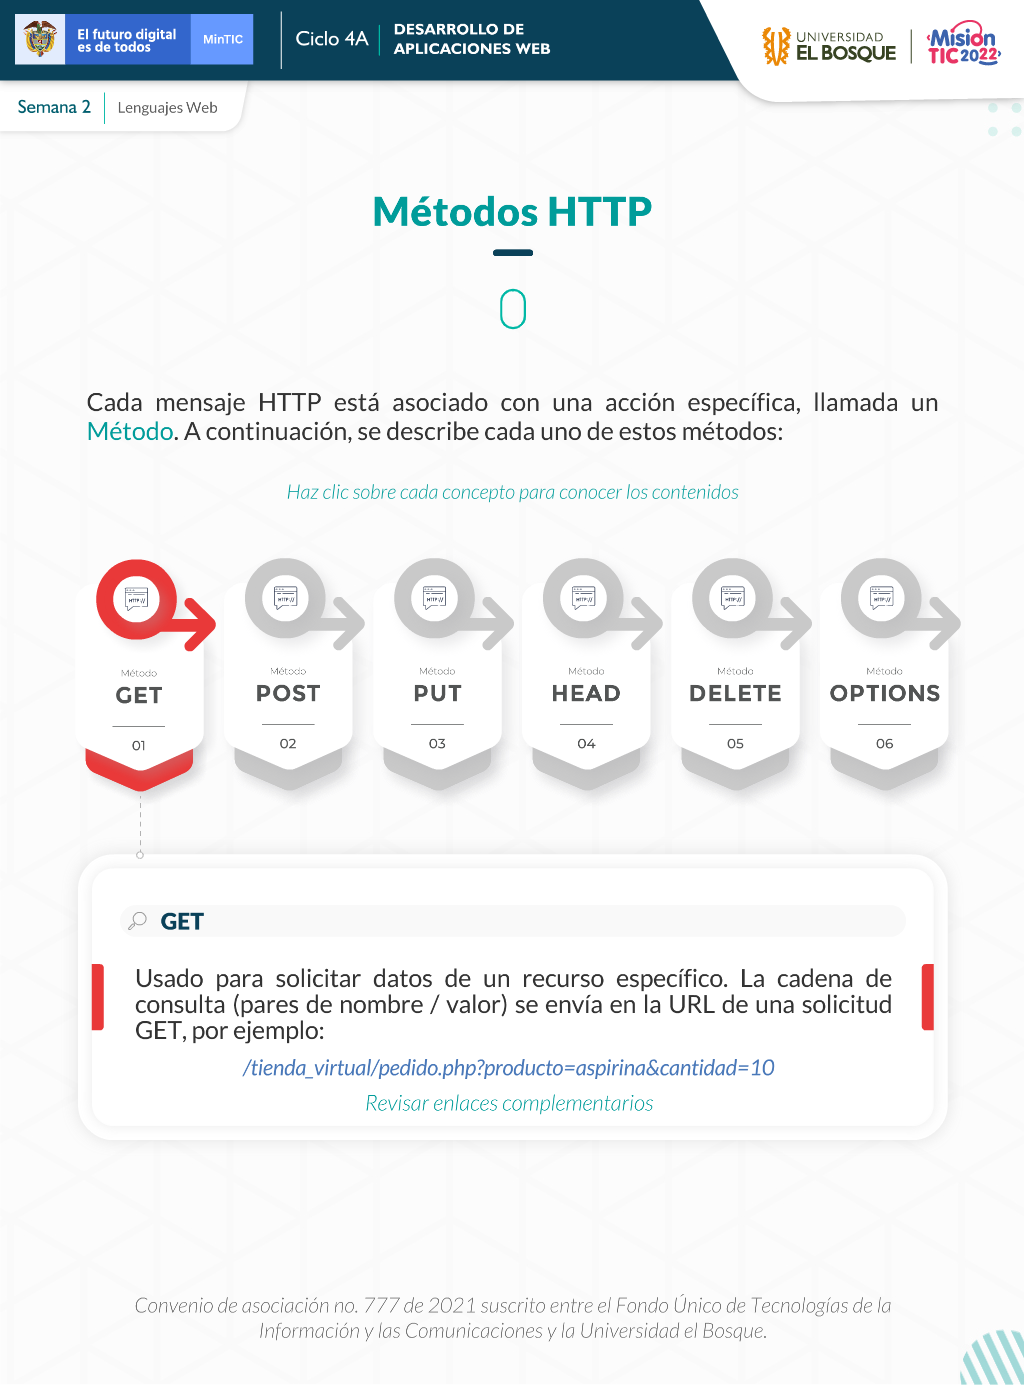 El futuro digital
es de todos
MinTIC
Ciclo 4A
DESARROLLO DE
APLICACIONES WEB
UNIVERSIDAD
EL BOSQUE
Misión
TIC 2022
Semana 2
Lenguajes Web
Métodos HTTP
Cada mensaje HTTP está asociado con una acción específica, llamada un
Método. A continuación, se describe cada uno de estos métodos:
Haz clic sobre cada concepto para conocer los contenidos
HTTP://
HTTP://
HTTP://
HTTP://
HTTP://
HTTP://
Método
GET
01
Método
POST
02
Método
PUT
03
Método
HEAD
04
Método
DELETE
05
Método
OPTIONS
06
GET
Usado para solicitar datos de un recurso específico. La cadena de
consulta (pares de nombre / valor) se envía en la URL de una solicitud
GET, por ejemplo:
/tienda_virtual/pedido.php?producto=aspirina&cantidad=10
Revisar enlaces complementarios
Convenio de asociación no. 777 de 2021 suscrito entre el Fondo Único de Tecnologías de la
Información y las Comunicaciones y la Universidad el Bosque.